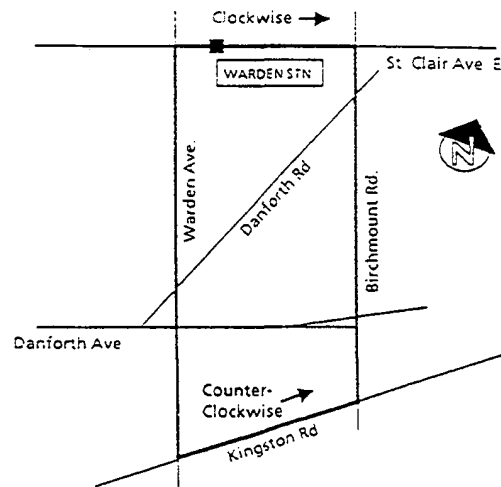 Clockwise
WARDEN STN
St. Clair Ave E
Warden Ave.
Danforth Rd
Birchmount Rd.
N
Danforth Ave
Counter-
Clockwise
Kingston Rd